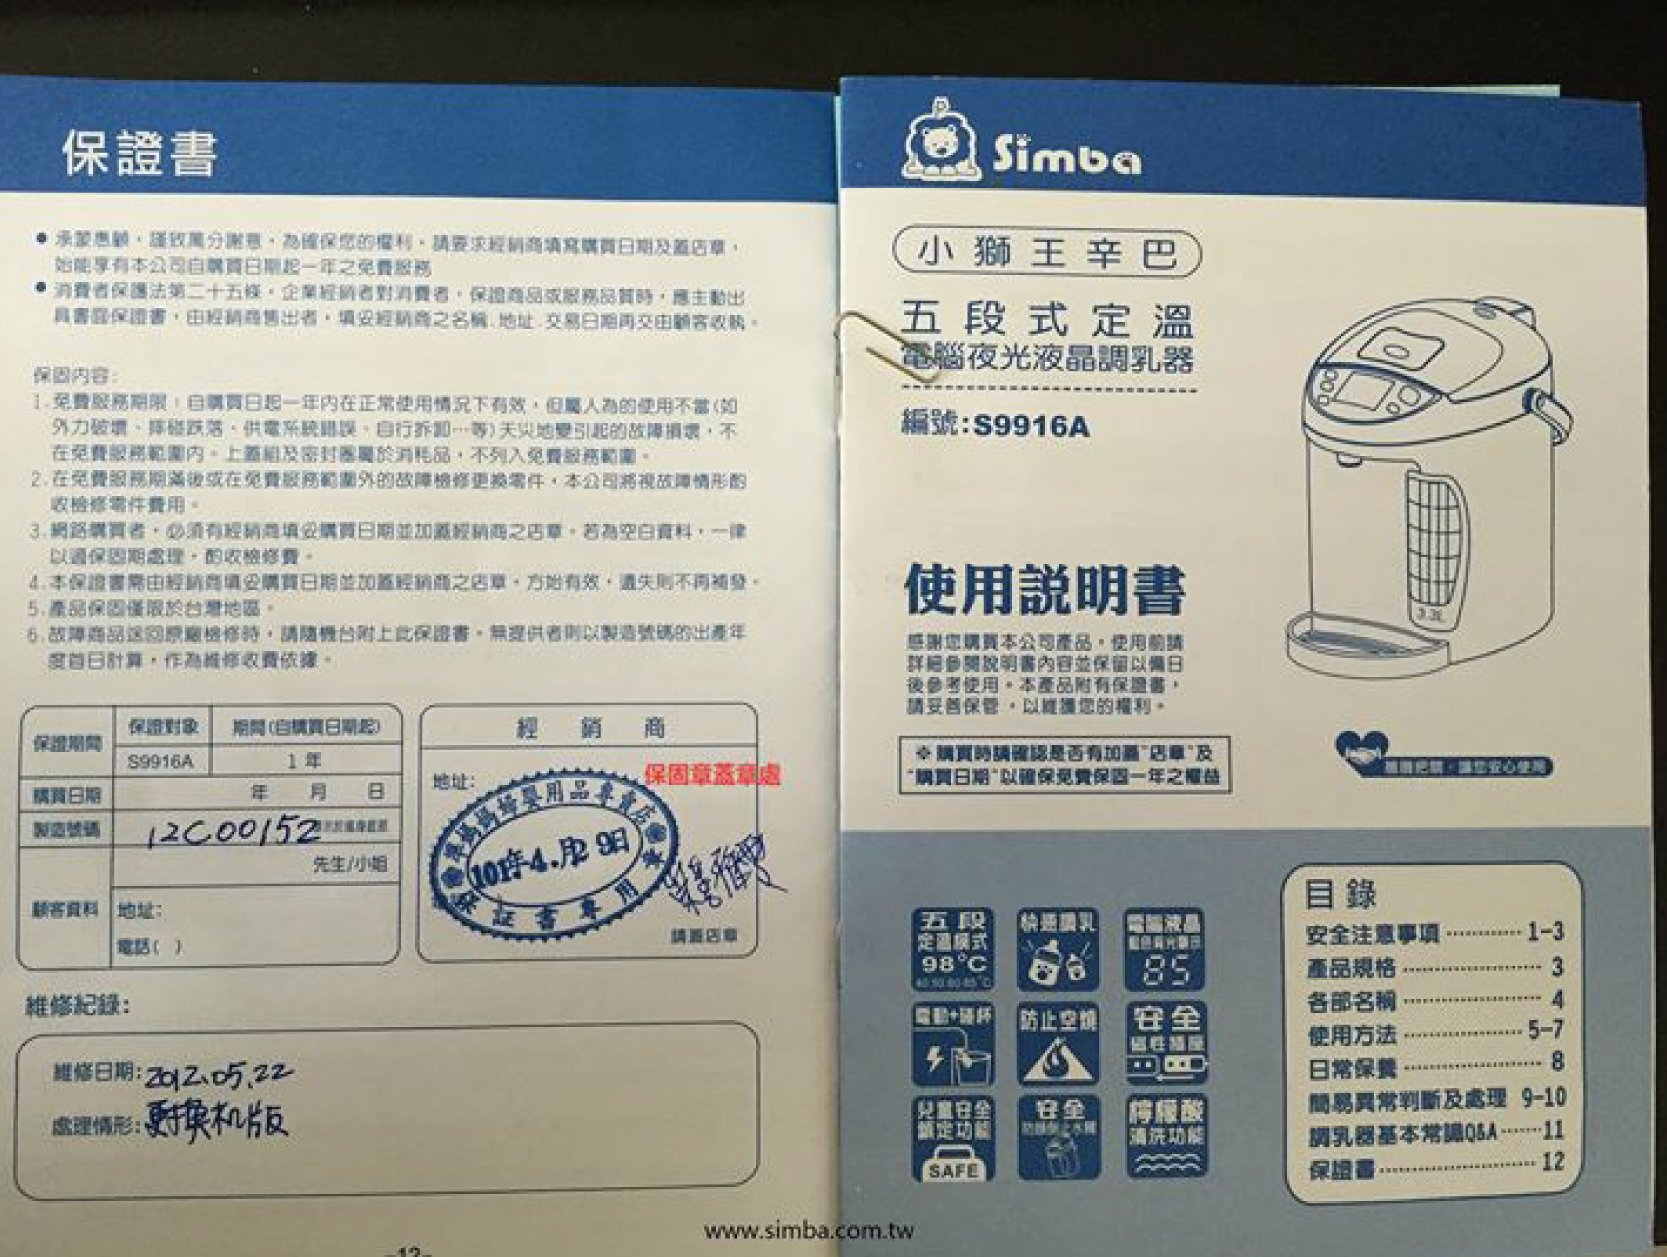 保證書
● 承蒙惠顧，謹致萬分謝意，為確保您的權利，請要求經銷商填寫購買日期及蓋店章，
始能享有本公司自購買日期起一年之免費服務
● 消費者保護法第二十五條，企業經銷者對消費者，保證商品或服務品質時，應主動出
具書面保證書，由經銷商售出者，填妥經銷商之名稱、地址、交易日期再交由顧客收執。
保固內容:
1.免費服務期限：自購買日起一年內在正常使用情況下有效，但屬人為的使用不當(如
外力破壞、摔碰跌落、供電系統錯誤、自行拆卸…等)天災地變引起的故障損壞，不
在免費服務範圍內。上蓋組及密封圈屬於消耗品，不列入免費服務範圍。
2.在免費服務期滿後或在免費服務範圍外的故障檢修更換零件，本公司將視故障情形酌
收檢修零件費用。
3.網路購買者，必須有經銷商填妥購買日期並加蓋經銷商之店章。若為空白資料，一律
以過保固期處理，酌收檢修費。
4.本保證書需由經銷商填妥購買日期並加蓋經銷商之店章，方始有效，遺失則不再補發。
5.產品保固僅限於台灣地區。
6.故障商品送回原廠檢修時，請隨機台附上此保證書。無提供者則以製造號碼的出產年
度首日計算，作為維修收費依據。
保證期間 保證對象 期間(自購買日期起)
S9916A 1 年
購買日期 年 月 日
製造號碼 12C00152
先生/小姐
顧客資料 地址:
電話( )
經 銷 商
地址:
保固章蓋章處
101年4.月29日
請蓋店章
維修紀錄:
維修日期:2012.05.22
處理情形:更換机版
-12-
Simba
小獅王辛巴
五段式定溫
電腦夜光液晶調乳器
編號:S9916A
3.2L
使用説明書
感謝您購買本公司產品，使用前請
詳細參閱說明書內容並保留以備日
後參考使用。本產品附有保證書，
請妥善保管，以維護您的權利。
※購買時請確認是否有加蓋"店章"及
"購買日期"以確保免費保固一年之權益
五段
定溫模式
98°C
快速調乳
電腦液晶
85
電動+碰杯
防止空燒
安全
磁性插座
兒童安全
鎖定功能
SAFE
安全
檸檬酸
清洗功能
目錄
安全注意事項 ············ 1-3
產品規格 ················ 3
各部名稱 ················ 4
使用方法 ·············· 5-7
日常保養 ················ 8
簡易異常判斷及處理 9-10
調乳器基本常識Q&A ······ 11
保證書 ·················· 12
www.simba.com.tw